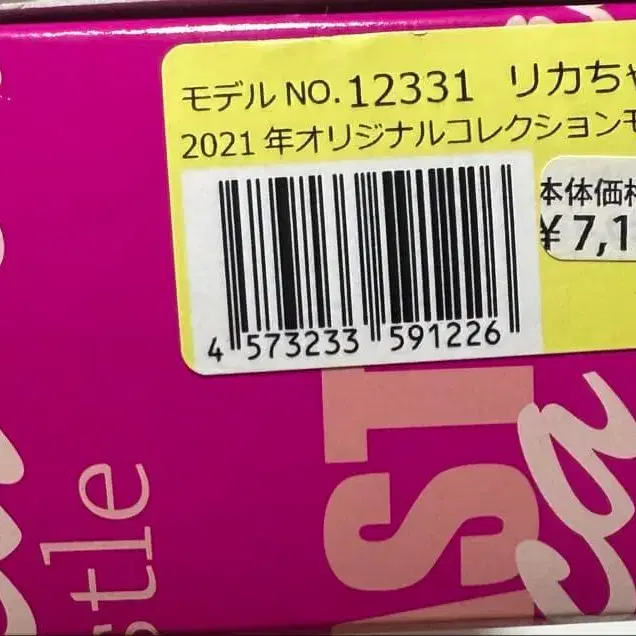 モデル NO. 12331 リカちゃ
2021 年オリジナルコレクションモ
本体価格
¥7,1
4 573233 591226
stle